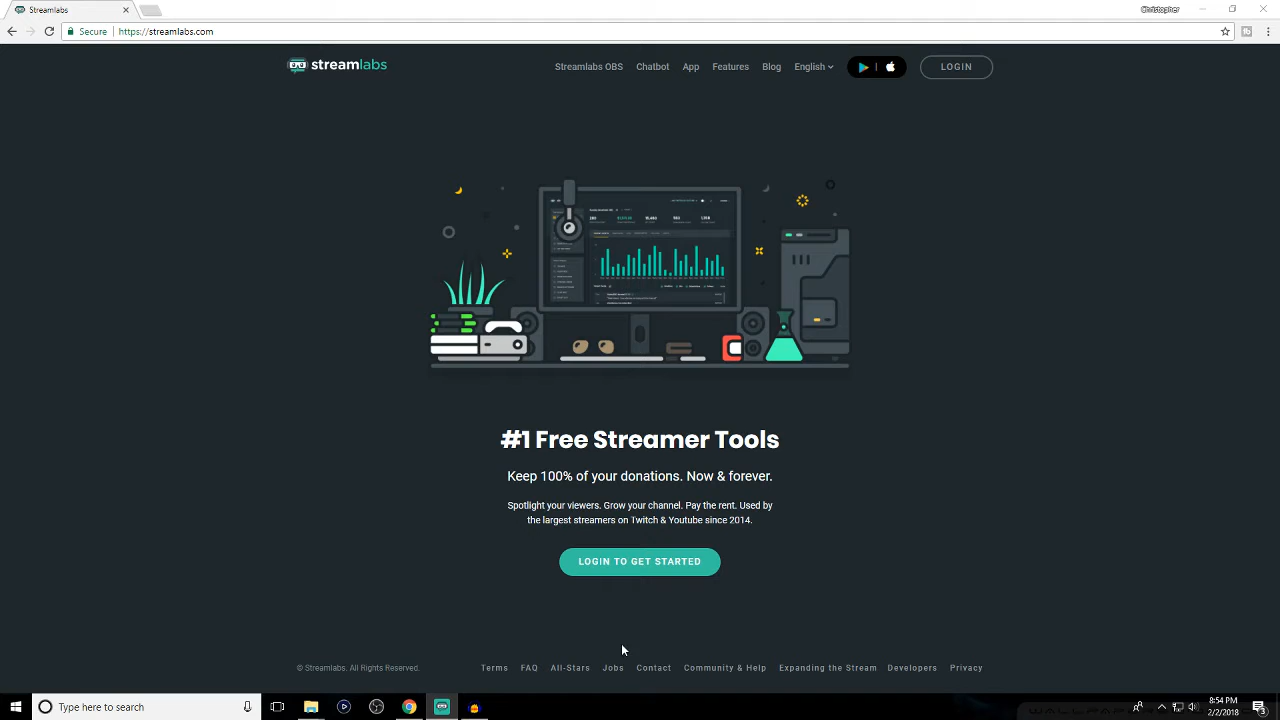 Streamlabs
Christopher
Secure
https://streamlabs.com
streamlabs
Streamlabs OBS
Chatbot
App
Features
Blog
English
LOGIN
#1 Free Streamer Tools
Keep 100% of your donations. Now & forever.
Spotlight your viewers. Grow your channel. Pay the rent. Used by
the largest streamers on Twitch & Youtube since 2014.
LOGIN TO GET STARTED
© Streamlabs. All Rights Reserved.
Terms
FAQ
All-Stars
Jobs
Contact
Community & Help
Expanding the Stream
Developers
Privacy
Type here to search
8:54 PM
2/2/2018